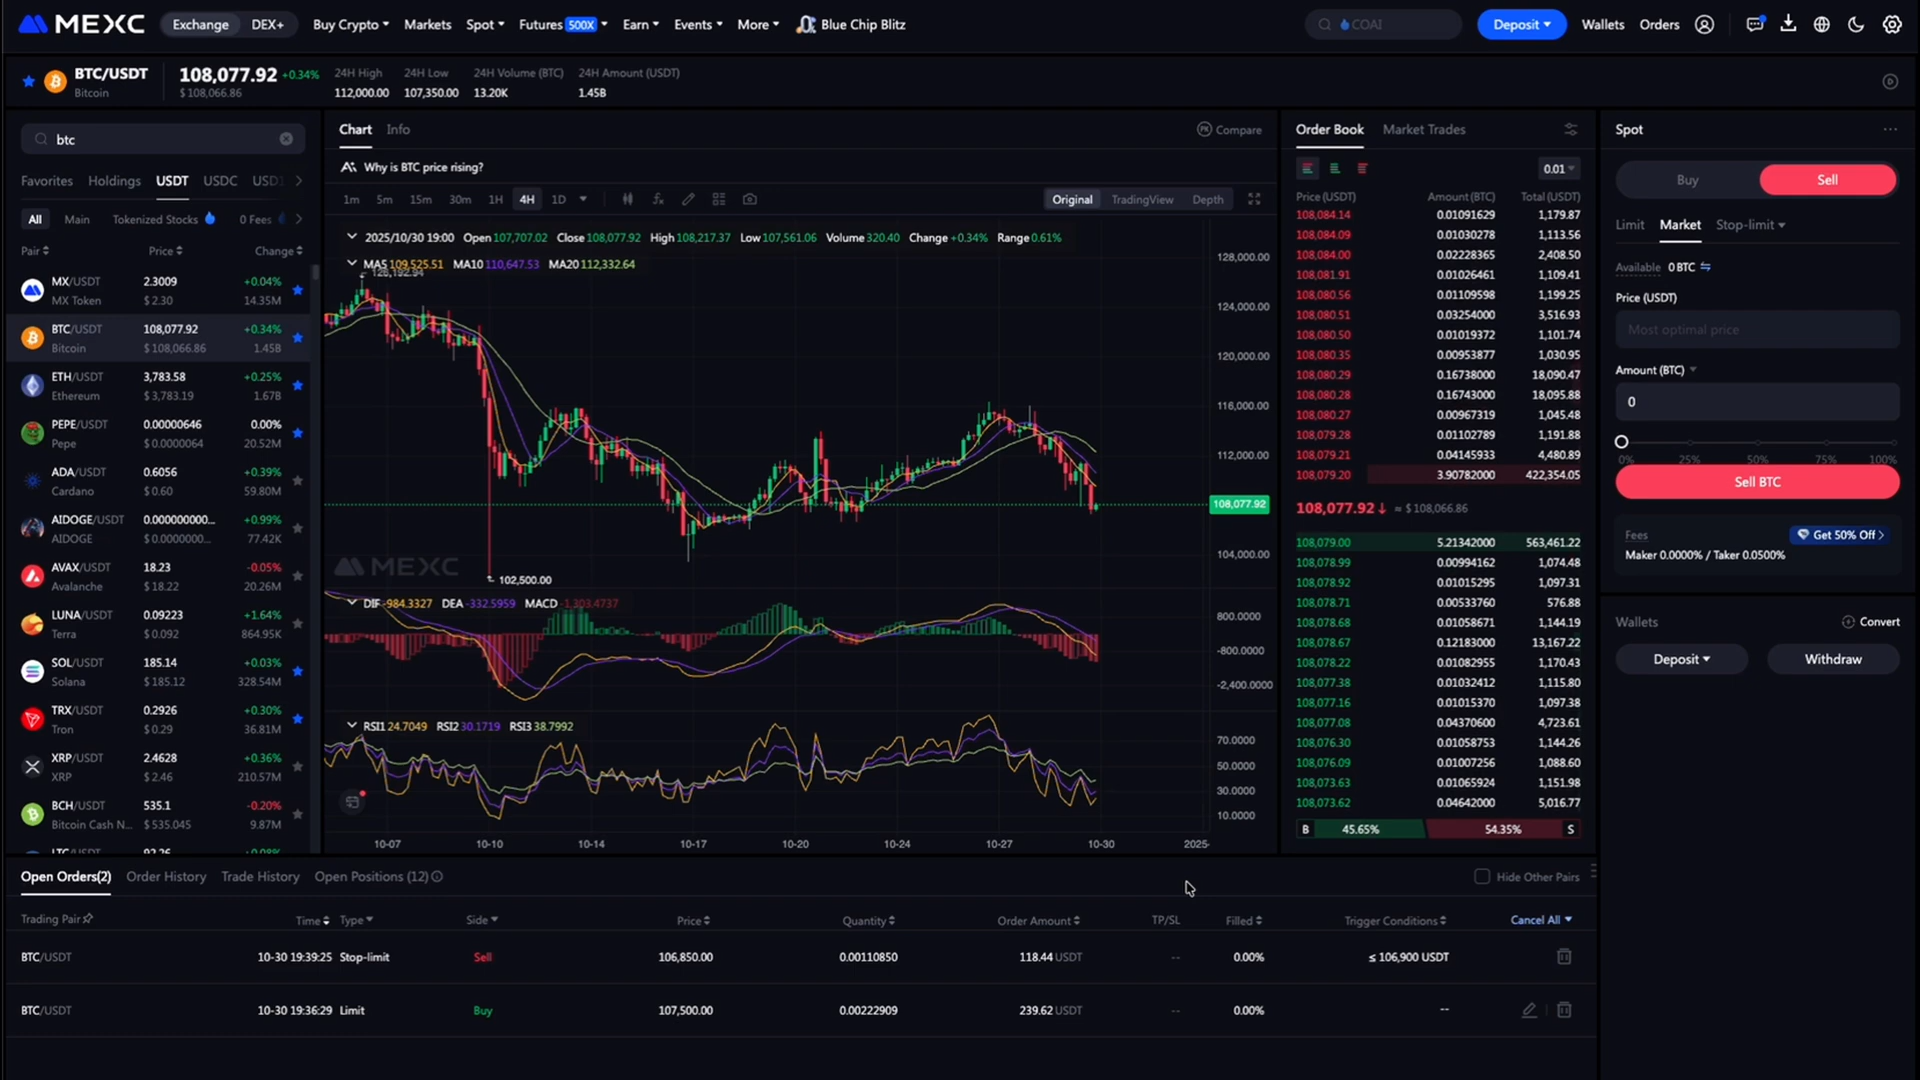 MEXC Exchange DEX+ Buy Crypto Markets Spot Futures 500X Earn Events More Blue Chip Blitz COAI Deposit Wallets Orders
BTC/USDT 108,077.92 +0.34% 24H High 24H Low 24H Volume (BTC) 24H Amount (USDT)
Bitcoin $ 108,066.86 112,000.00 107,350.00 13.20K 1.45B
btc
Favorites Holdings USDT USDC
All Main Tokenized Stocks 0 Fees
Pair Price Change
MX/USDT 2.3009 +0.04%
MX Token $ 2.30 14.35M
BTC/USDT 108,077.92 +0.34%
Bitcoin $ 108,066.86 1.45B
ETH/USDT 3,783.58 +0.25%
Ethereum $ 3,783.19 1.67B
PEPE/USDT 0.00000646 0.00%
Pepe $ 0.0000064 20.52M
ADA/USDT 0.6056 +0.39%
Cardano $ 0.60 59.80M
AIDOGE/USDT 0.000000000... +0.99%
AIDOGE $ 0.0000000... 77.42K
AVAX/USDT 18.23 -0.05%
Avalanche $ 18.22 20.26M
LUNA/USDT 0.09223 +1.64%
Terra $ 0.092 864.95K
SOL/USDT 185.14 +0.03%
Solana $ 185.12 328.54M
TRX/USDT 0.2926 +0.30%
Tron $ 0.29 36.81M
XRP/USDT 2.4628 +0.36%
XRP $ 2.46 210.57M
BCH/USDT 535.1 -0.20%
Bitcoin Cash N... $ 535.045 9.87M
Chart Info Compare
Why is BTC price rising?
1m 5m 15m 30m 1H 4H 1D Original TradingView Depth
2025/10/30 19:00 Open 107,707.02 Close 108,077.92 High 108,217.37 Low 107,561.06 Volume 320.40 Change +0.34% Range 0.61%
MA5 109,525.51 MA10 110,647.53 MA20 112,332.64
128,000.00
124,000.00
120,000.00
116,000.00
112,000.00
108,077.92
104,000.00
MEXC
102,500.00
DIF -984.3327 DEA -332.5959 MACD -1,303.4737
800.0000
-800.0000
-2,400.0000
RSI1 24.7049 RSI2 30.1719 RSI3 38.7992
70.0000
50.0000
30.0000
10.0000
10-07 10-10 10-14 10-17 10-20 10-24 10-27 10-30 2025-
Order Book Market Trades
0.01
Price (USDT) Amount (BTC) Total (USDT)
108,084.14 0.01091629 1,179.87
108,084.09 0.01030278 1,113.56
108,084.00 0.02228365 2,408.50
108,081.91 0.01026461 1,109.41
108,080.56 0.01109598 1,199.25
108,080.51 0.03254000 3,516.93
108,080.50 0.01019372 1,101.74
108,080.35 0.00953877 1,030.95
108,080.29 0.16738000 18,090.47
108,080.28 0.16743000 18,095.88
108,080.27 0.00967319 1,045.48
108,079.28 0.01102789 1,191.88
108,079.21 0.04145933 4,480.89
108,079.20 3.90782000 422,354.05
108,077.92 ↓ ≈ $ 108,066.86
108,079.00 5.21342000 563,461.22
108,078.99 0.00994162 1,074.48
108,078.92 0.01015295 1,097.31
108,078.71 0.00533760 576.88
108,078.68 0.01058671 1,144.19
108,078.67 0.12183000 13,167.22
108,078.22 0.01082955 1,170.43
108,077.38 0.01032412 1,115.80
108,077.16 0.01015370 1,097.38
108,077.08 0.04370600 4,723.61
108,076.30 0.01058753 1,144.26
108,076.09 0.01007256 1,088.60
108,073.63 0.01065924 1,151.98
108,073.62 0.04642000 5,016.77
B 45.65% 54.35% S
Spot
Buy Sell
Limit Market Stop-limit
Available 0 BTC
Price (USDT)
Most optimal price
Amount (BTC)
0
0% 25% 50% 75% 100%
Sell BTC
Fees Get 50% Off
Maker 0.0000% / Taker 0.0500%
Wallets Convert
Deposit Withdraw
Open Orders(2) Order History Trade History Open Positions (12) Hide Other Pairs
Trading Pair Time Type Side Price Quantity Order Amount TP/SL Filled Trigger Conditions Cancel All
BTC/USDT 10-30 19:39:25 Stop-limit Sell 106,850.00 0.00110850 118.44 USDT -- 0.00% ≤ 106,900 USDT
BTC/USDT 10-30 19:36:29 Limit Buy 107,500.00 0.00222909 239.62 USDT -- 0.00% --